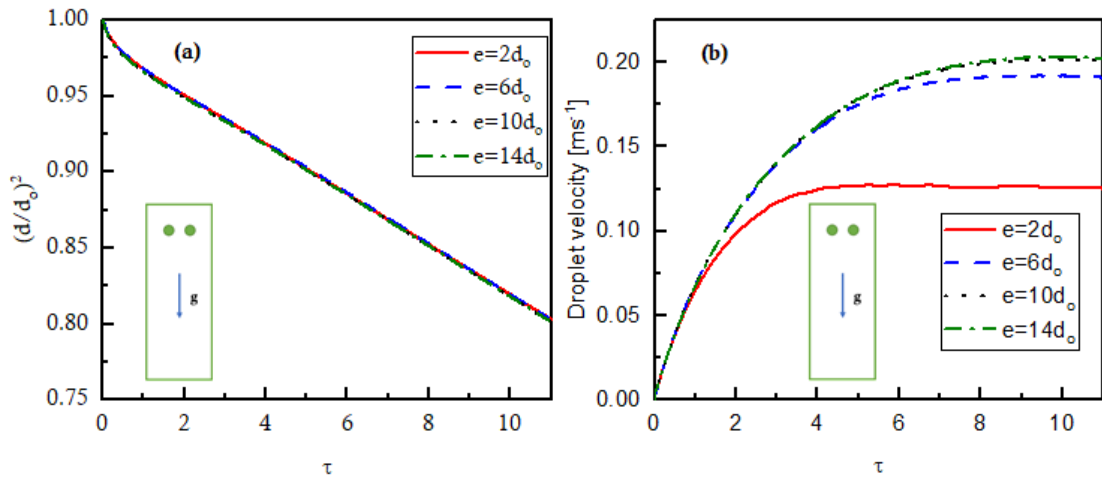 (a)
e=2dₒ
e=6dₒ
e=10dₒ
e=14dₒ
g
(d/dₒ)²
1.00
0.95
0.90
0.85
0.80
0.75
0 2 4 6 8 10
τ
(b)
e=2dₒ
e=6dₒ
e=10dₒ
e=14dₒ
g
Droplet velocity [ms⁻¹]
0.20
0.15
0.10
0.05
0.00
0 2 4 6 8 10
τ